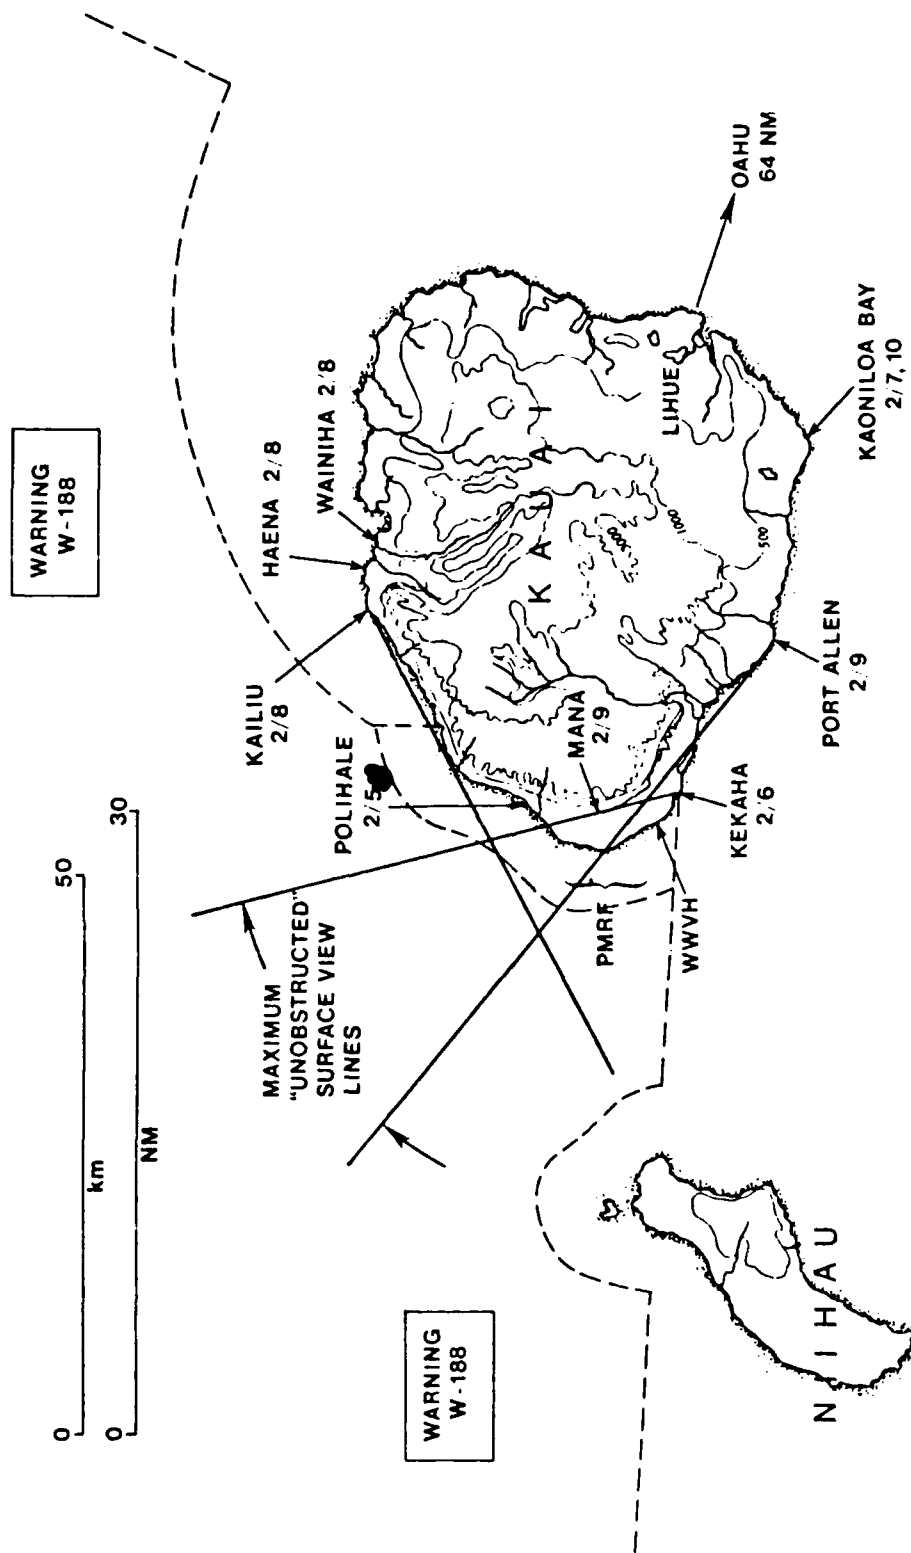 WARNING
W-188
OAHU
64 NM
HAENA 2/8
WAINIHA 2/8
KAILIU
2/8
KAUAI
LIHUE
KAONILOA BAY
2/7,10
500
POLIHALE
2/5
MANA
2/9
PORT ALLEN
2/9
KEKAHA
2/6
WWVH
PMRF
MAXIMUM
"UNOBSTRUCTED"
SURFACE VIEW
LINES
0 50
km
0 30
NM
WARNING
W-188
NIIHAU